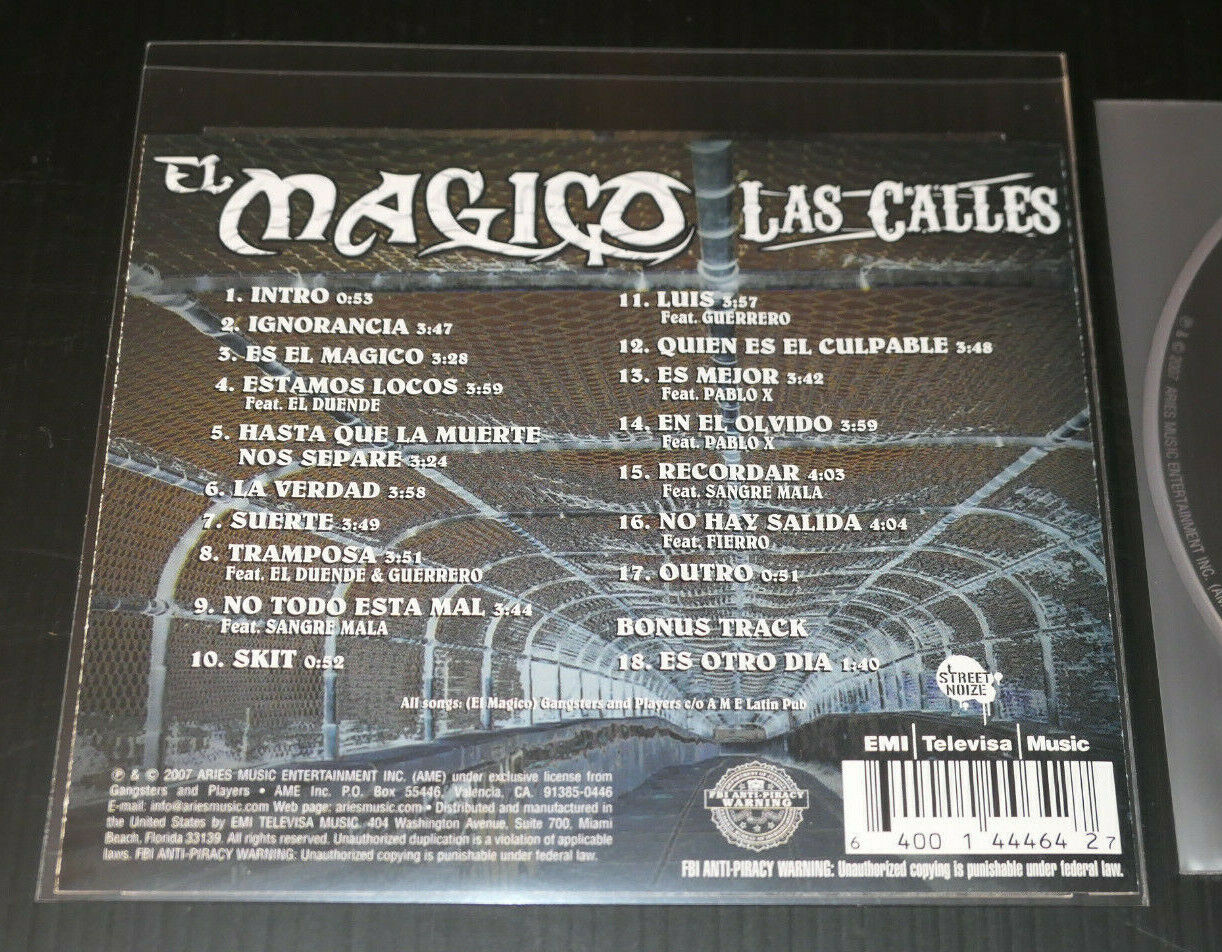 EL MAGICO LAS CALLES
1. INTRO 0:53
2. IGNORANCIA 3:47
3. ES EL MAGICO 3:28
4. ESTAMOS LOCOS 3:59
Feat. EL DUENDE
5. HASTA QUE LA MUERTE
NOS SEPARE 3:24
6. LA VERDAD 3:58
7. SUERTE 3:49
8. TRAMPOSA 3:51
Feat. EL DUENDE & GUERRERO
9. NO TODO ESTA MAL 3:44
Feat. SANGRE MALA
10. SKIT 0:52
11. LUIS 3:57
Feat. GUERRERO
12. QUIEN ES EL CULPABLE 3:48
13. ES MEJOR 3:42
Feat. PABLO X
14. EN EL OLVIDO 3:59
Feat. PABLO X
15. RECORDAR 4:03
Feat. SANGRE MALA
16. NO HAY SALIDA 4:04
Feat. FIERRO
17. OUTRO 0:51
BONUS TRACK
18. ES OTRO DIA 1:40
STREET
NOIZE
All songs: (El Magico) Gangsters and Players c/o A M E Latin Pub
EMI | Televisa | Music
℗ & © 2007 ARIES MUSIC ENTERTAINMENT INC. (AME) under exclusive license from
Gangsters and Players • AME Inc. P.O. Box 55446, Valencia, CA. 91385-0446
E-mail: info@ariesmusic.com Web page: ariesmusic.com • Distributed and manufactured in
the United States by EMI TELEVISA MUSIC. 404 Washington Avenue, Suite 700, Miami
Beach, Florida 33139. All rights reserved. Unauthorized duplication is a violation of applicable
laws. FBI ANTI-PIRACY WARNING: Unauthorized copying is punishable under federal law.
FBI ANTI-PIRACY
WARNING
6 400 1 44464 2 7
FBI ANTI-PIRACY WARNING: Unauthorized copying is punishable under federal law.
℗ & © 2007 ARIES MUSIC ENTERTAINMENT INC. (A